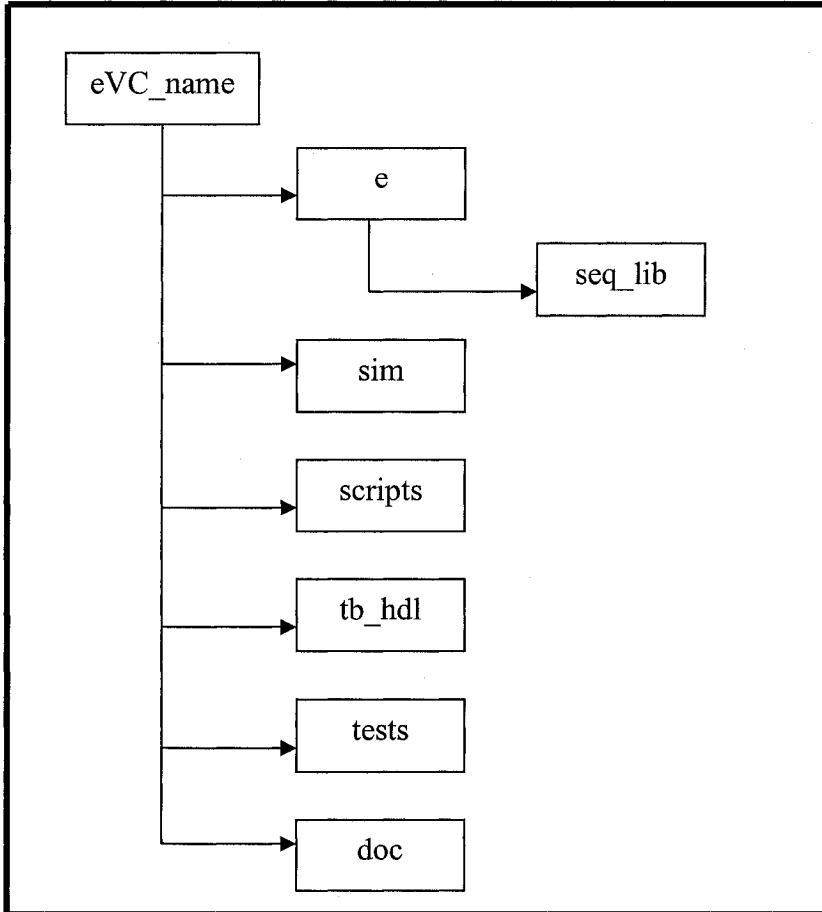 eVC_name
e
seq_lib
sim
scripts
tb_hdl
tests
doc